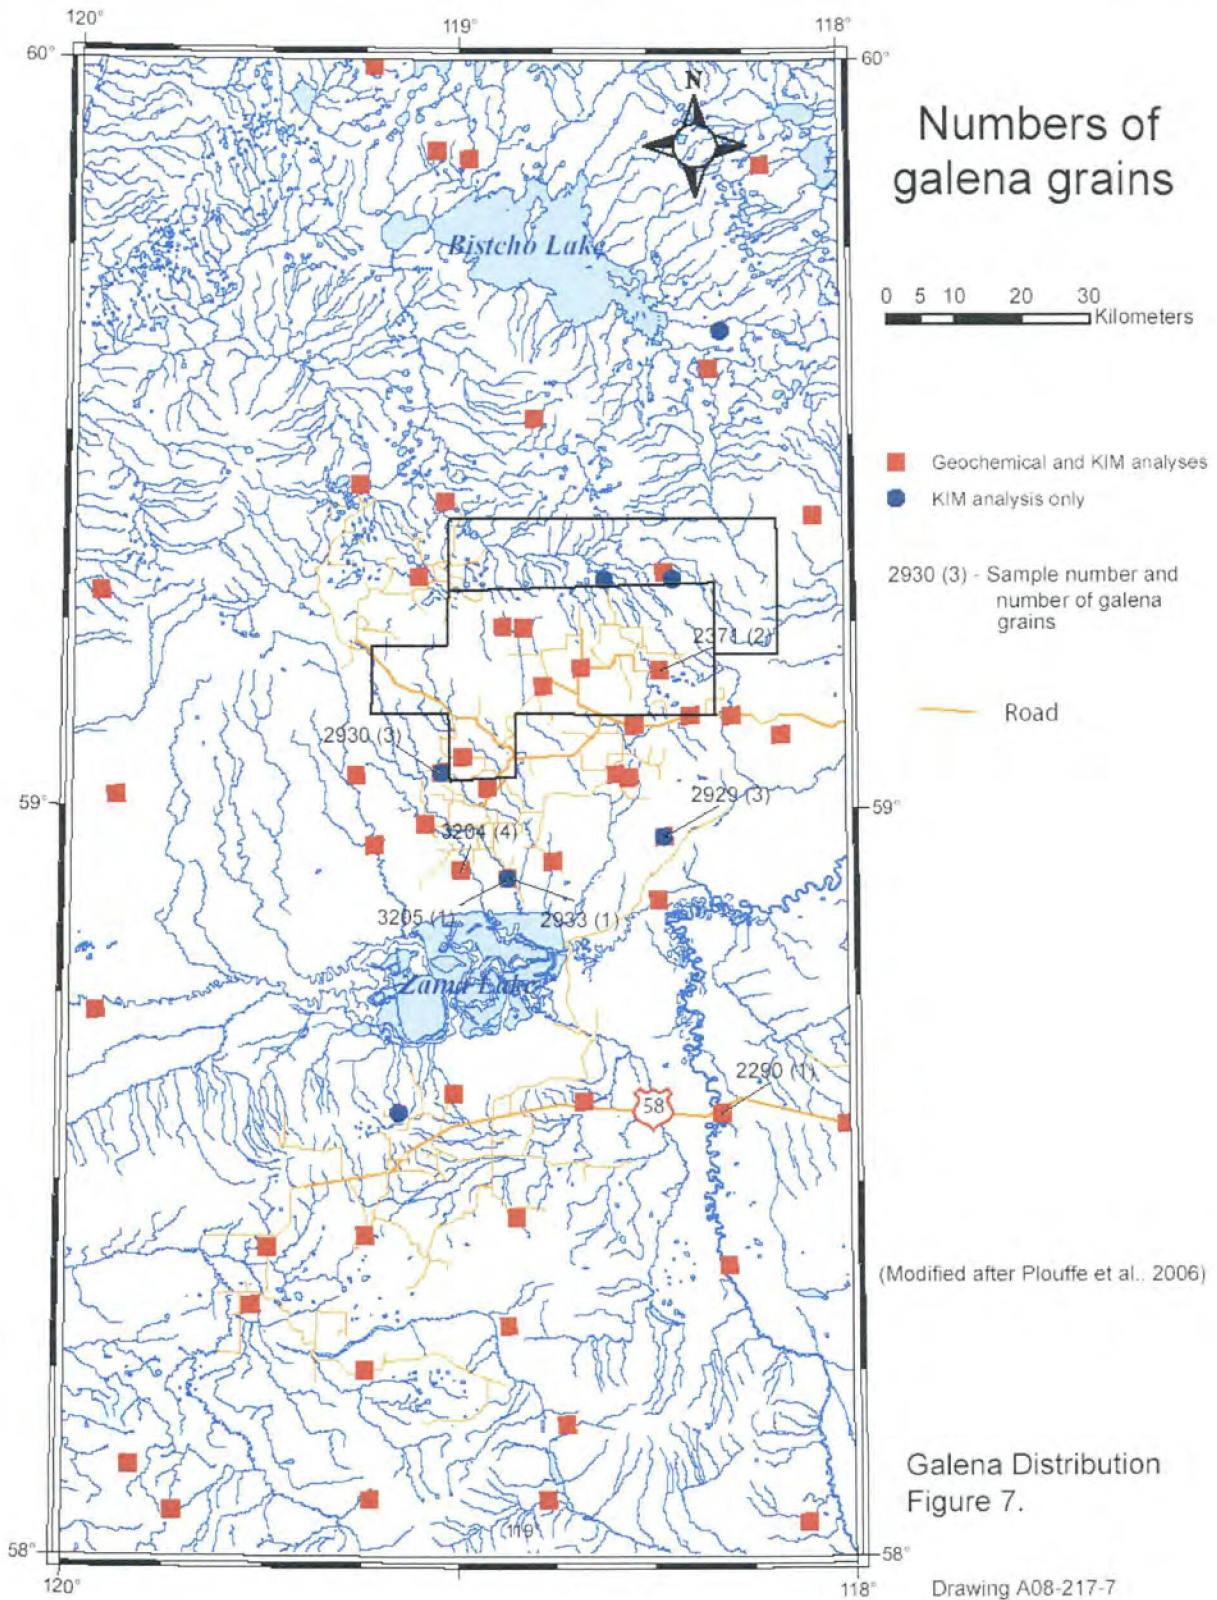 120°
119°
118°
60°
60°
N
Numbers of
galena grains
Bistcho Lake
0 5 10 20 30
Kilometers
Geochemical and KIM analyses
KIM analysis only
2930 (3) - Sample number and
number of galena
grains
2371 (2)
Road
2930 (3)
2929 (3)
59°
59°
3204 (4)
3205 (1)
2933 (1)
Zama Lake
2290 (1)
58
(Modified after Plouffe et al., 2006)
Galena Distribution
Figure 7.
119°
58°
58°
120°
118°
Drawing A08-217-7